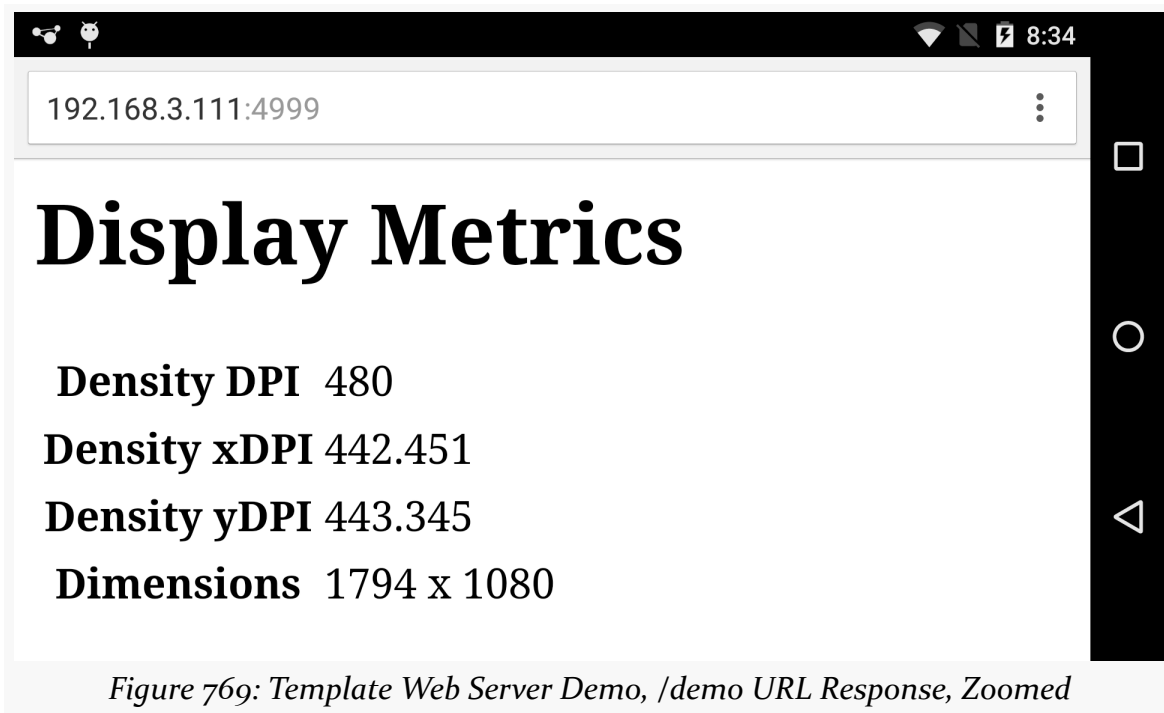 8:34
192.168.3.111:4999
Display Metrics
Density DPI 480
Density xDPI 442.451
Density yDPI 443.345
Dimensions 1794 x 1080
Figure 769: Template Web Server Demo, /demo URL Response, Zoomed